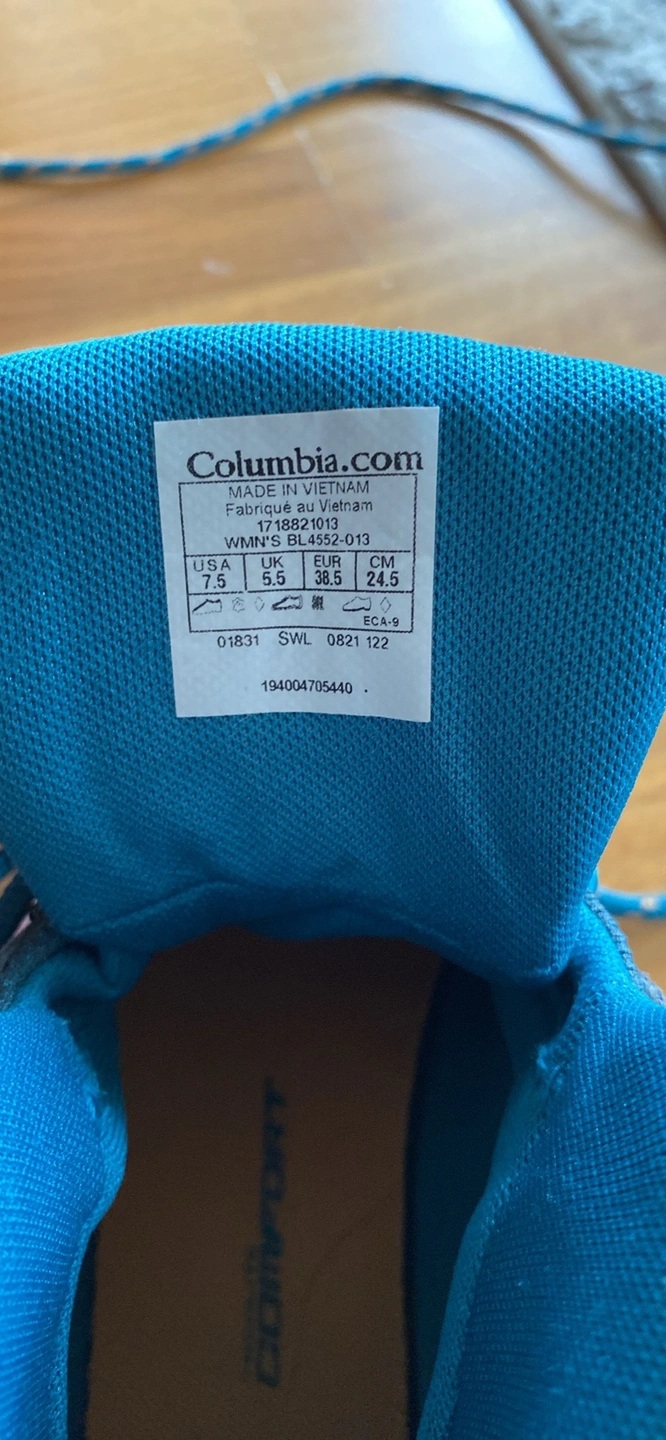 Columbia.com
MADE IN VIETNAM
Fabriqué au Vietnam
1718821013
WMN'S BL4552-013
USA UK EUR CM
7.5 5.5 38.5 24.5
ECA-9
01831 SWL 0821 122
194004705440 .
COMFORT